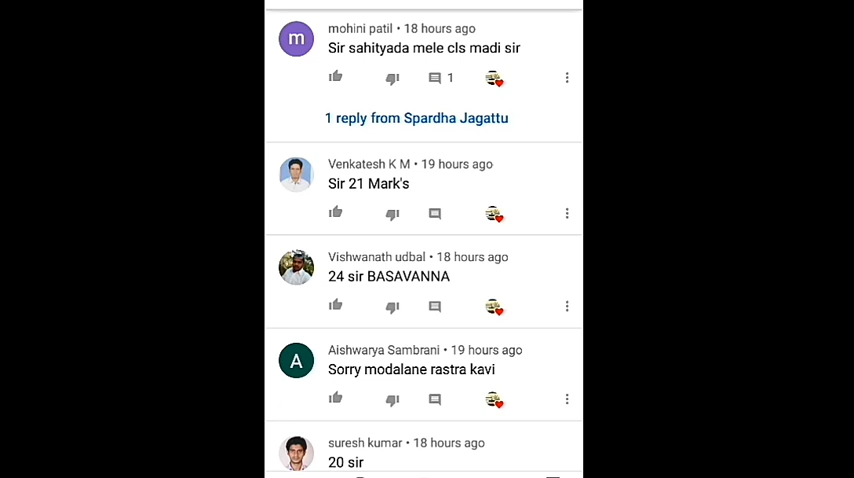 mohini patil • 18 hours ago
Sir sahityada mele cls madi sir
1
1 reply from Spardha Jagattu
Venkatesh K M • 19 hours ago
Sir 21 Mark's
Vishwanath udbal • 18 hours ago
24 sir BASAVANNA
Aishwarya Sambrani • 19 hours ago
Sorry modalane rastra kavi
suresh kumar • 18 hours ago
20 sir